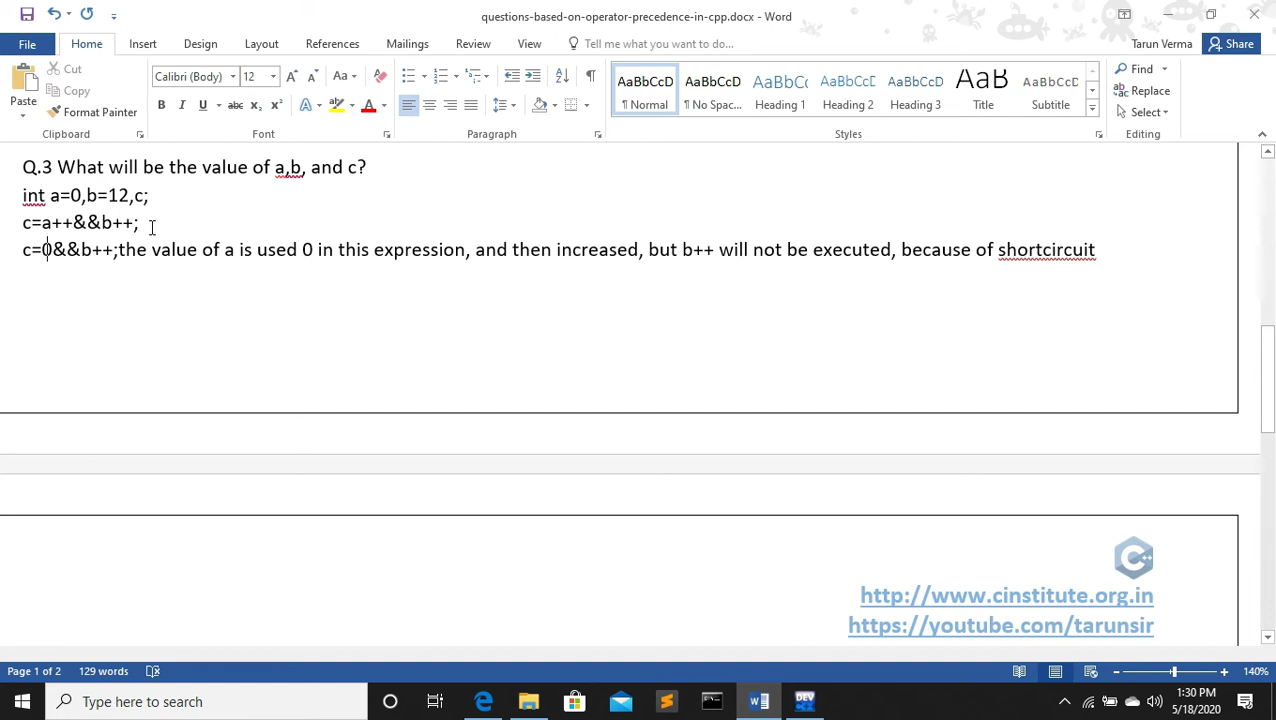 questions-based-on-operator-precedence-in-cpp.docx - Word
File Home Insert Design Layout References Mailings Review View Tell me what you want to do... Tarun Verma Share
Paste Cut Copy Format Painter
Clipboard
Calibri (Body) 12
Font
Paragraph
AaBbCcD AaBbCcD AaBbCc AaBbCcD AaBbCcD AaB AaBbCcD
¶ Normal ¶ No Spac... Heading Heading 2 Heading 3 Title Subtitle
Styles
Find
Replace
Select
Editing
Q.3 What will be the value of a,b, and c?
int a=0,b=12,c;
c=a++&&b++;
c=0&&b++;the value of a is used 0 in this expression, and then increased, but b++ will not be executed, because of shortcircuit
C++
http://www.cinstitute.org.in
https://youtube.com/tarunsir
Page 1 of 2 129 words 140%
Type here to search
DEV
1:30 PM
5/18/2020